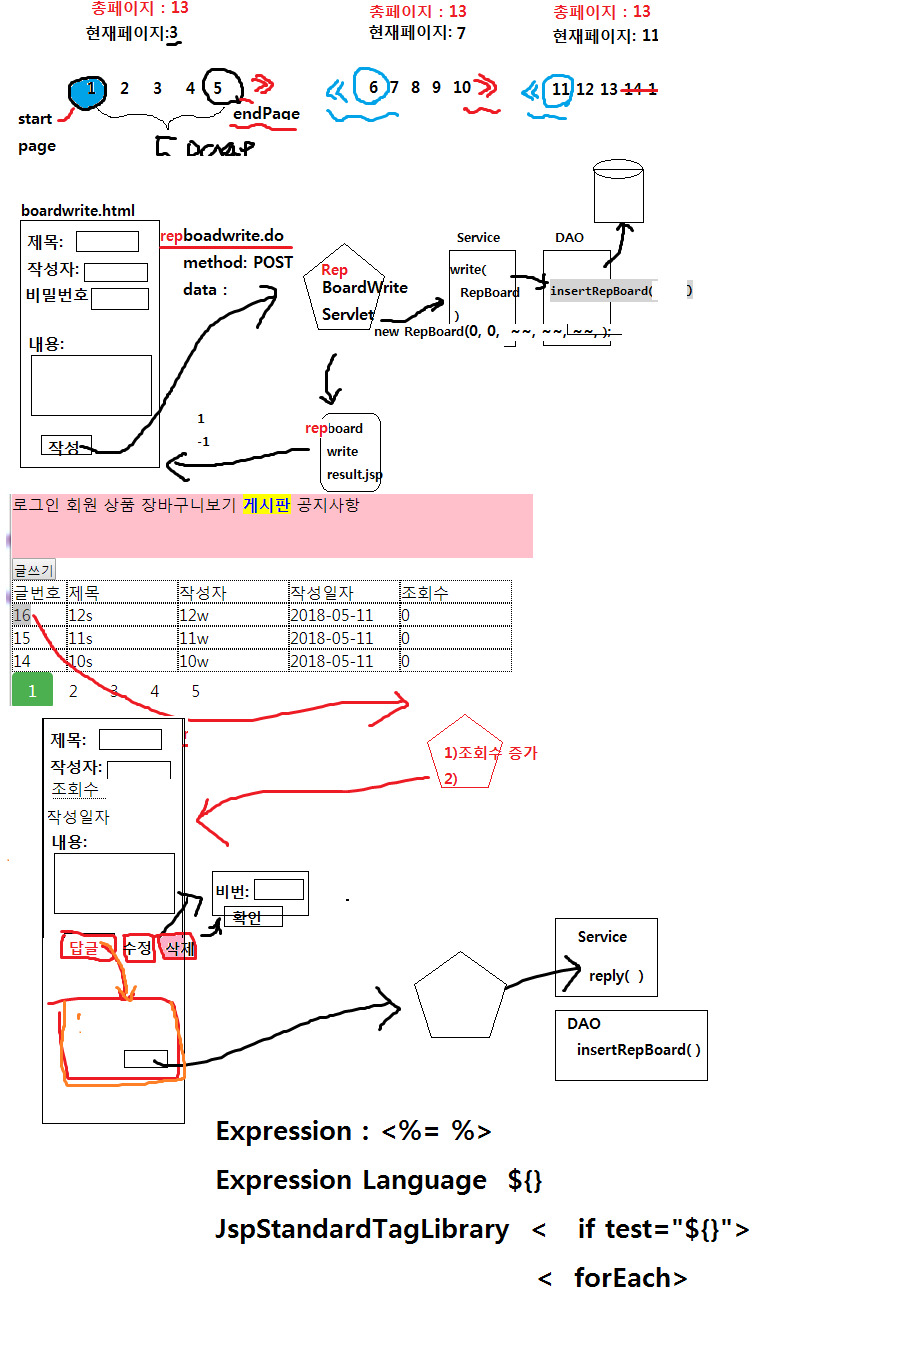 총페이지 : 13
현재페이지:3
1 2 3 4 5
start
page
endPage
총페이지 : 13
현재페이지: 7
6 7 8 9 10
총페이지 : 13
현재페이지: 11
11 12 13 14 1
boardwrite.html
제목:
작성자:
비밀번호
내용:
작성
repboadwrite.do
method: POST
data :
Rep
BoardWrite
Servlet
Service
write(
RepBoard
)
new RepBoard(0, 0, ~~, ~~, ~~, );
DAO
insertRepBoard( )
1
-1
repboard
write
result.jsp
로그인 회원 상품 장바구니보기 게시판 공지사항
글쓰기
글번호 제목 작성자 작성일자 조회수
16 12s 12w 2018-05-11 0
15 11s 11w 2018-05-11 0
14 10s 10w 2018-05-11 0
1 2 3 4 5
1)조회수 증가
2)
제목:
작성자:
조회수
작성일자
내용:
답글 수정 삭제
비번:
확인
Service
reply( )
DAO
insertRepBoard( )
Expression : <%= %>
Expression Language ${}
JspStandardTagLibrary < if test="${}">
< forEach>